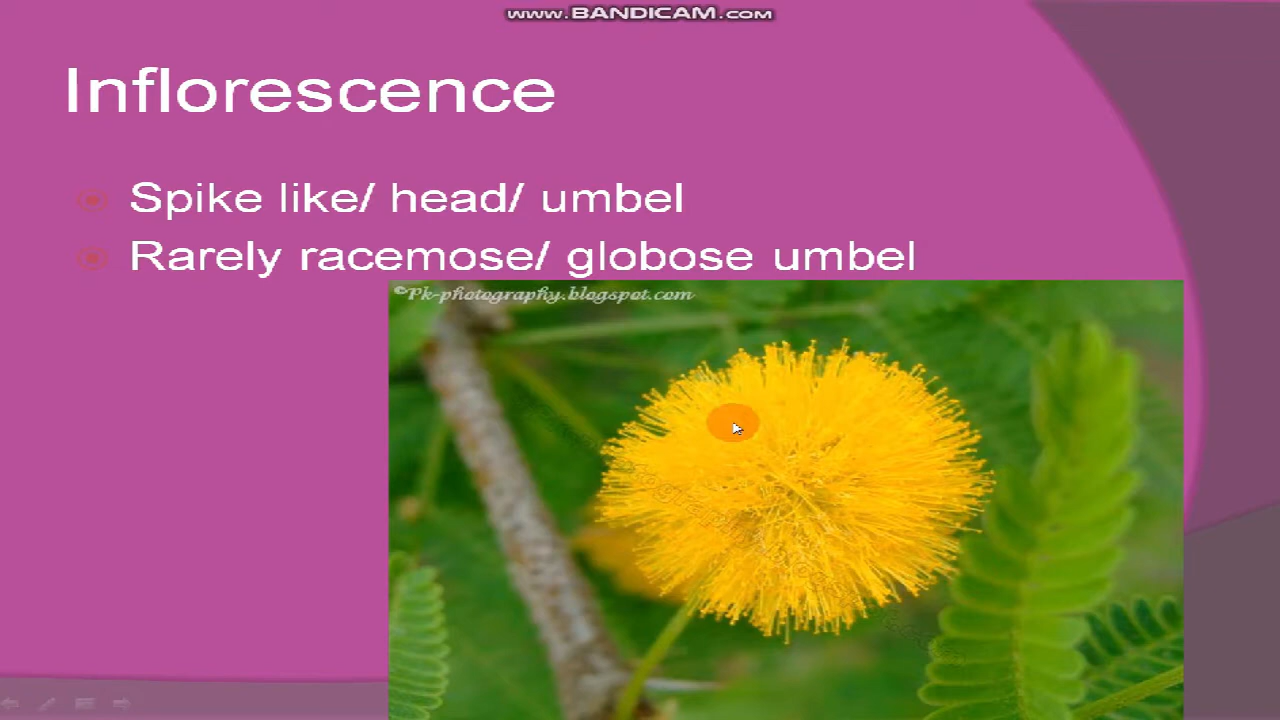 www.BANDICAM.com
Inflorescence
Spike like/ head/ umbel
Rarely racemose/ globose umbel
©Pk-photography.blogspot.com